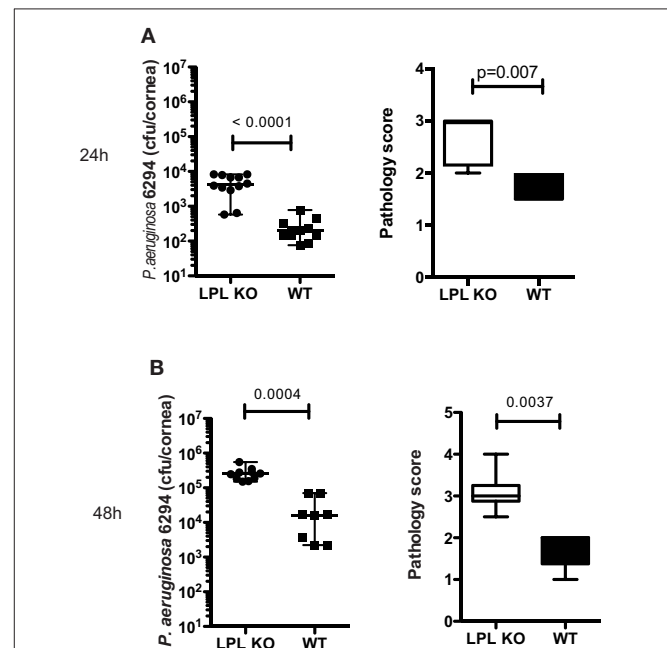 A
24h
P.aeruginosa 6294 (cfu/cornea)
10⁷
10⁶
10⁵
10⁴
10³
10²
10¹
< 0.0001
LPL KO WT
Pathology score
4
3
2
1
0
p=0.007
LPL KO WT
B
48h
P. aeruginosa 6294 (cfu/cornea)
10⁷
10⁶
10⁵
10⁴
10³
10²
10¹
0.0004
LPL KO WT
Pathology score
5
4
3
2
1
0
0.0037
LPL KO WT